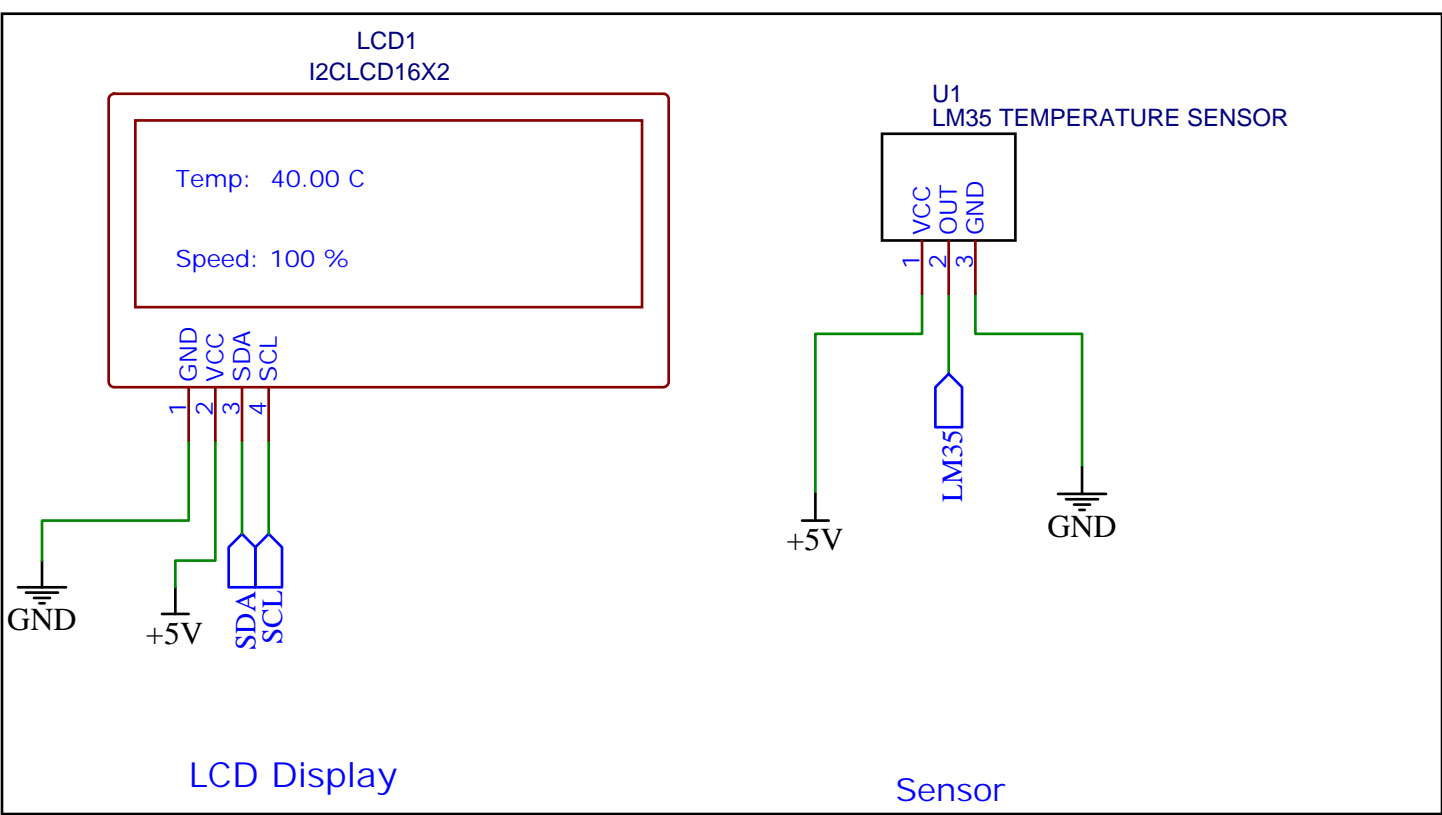 LCD1
I2CLCD16X2
Temp: 40.00 C
Speed: 100 %
GND
VCC
SDA
SCL
1
2
3
4
GND
+5V
SDA
SCL
LCD Display
U1
LM35 TEMPERATURE SENSOR
VCC
OUT
GND
1
2
3
LM35
+5V
GND
Sensor